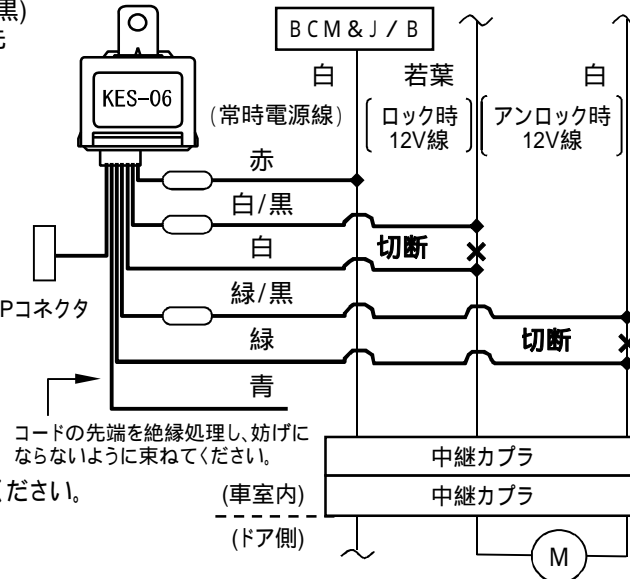 黒)
BCM&J/B
白
若葉
白
KES-06
(常時電源線)
ロック時
12V線
アンロック時
12V線
赤
白/黒
白
切断
緑/黒
Pコネクタ
緑
切断
青
コードの先端を絶縁処理し、妨げに
ならないように束ねてください。
ください。
中継カプラ
(車室内)
中継カプラ
(ドア側)
M